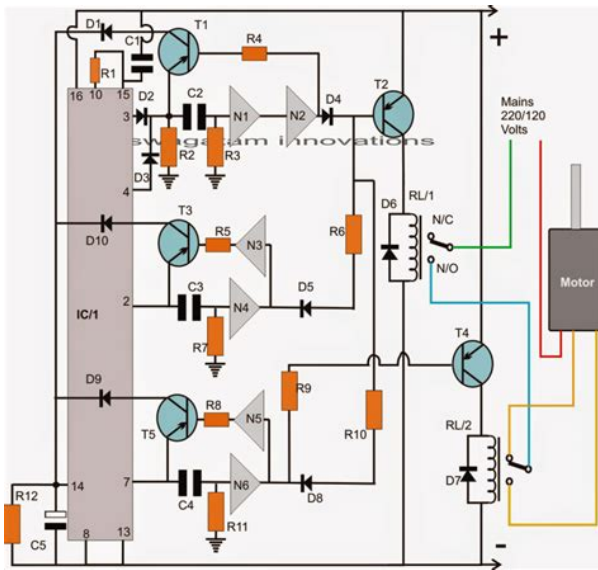 D1
C1
T1
R4
+
16
R1
10
15
T2
Mains
220/120
Volts
3
D2
C2
N1
N2
D4
R2
R3
swagatam innovations
D3
4
RL/1
N/C
D6
T3
R5
N3
R6
N/O
D10
Motor
IC/1
2
C3
N4
D5
T4
R7
D9
R8
N5
R9
R10
RL/2
T5
14
7
C4
N6
D8
D7
R12
R11
C5
8
13
-